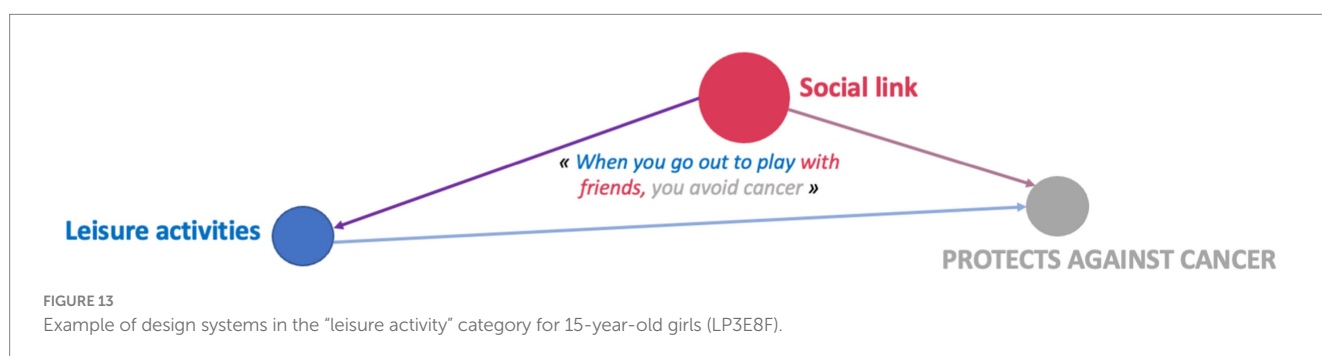 Social link
« When you go out to play with
friends, you avoid cancer »
Leisure activities
PROTECTS AGAINST CANCER
FIGURE 13
Example of design systems in the “leisure activity” category for 15-year-old girls (LP3E8F).